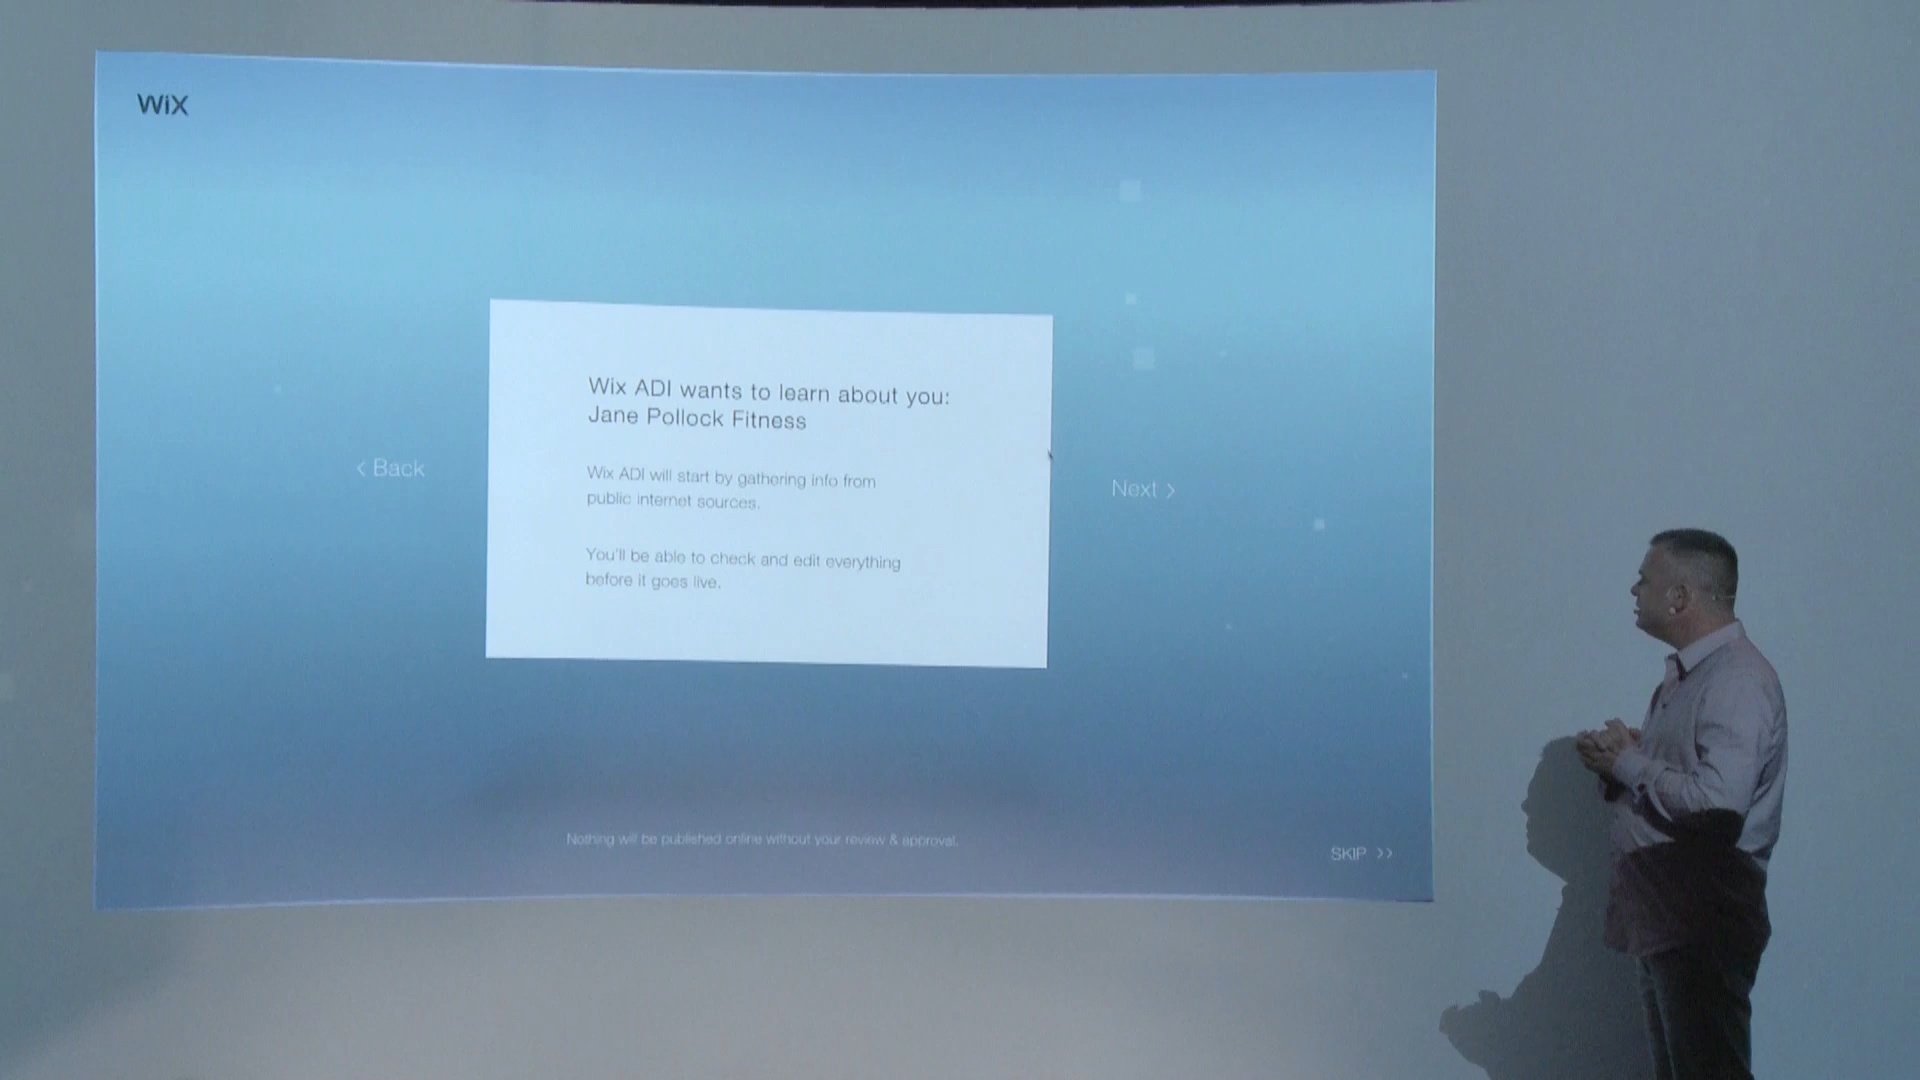 WiX
Wix ADI wants to learn about you:
Jane Pollock Fitness
< Back
Wix ADI will start by gathering info from
public internet sources.
Next >
You'll be able to check and edit everything
before it goes live.
Nothing will be published online without your review & approval.
SKIP >>